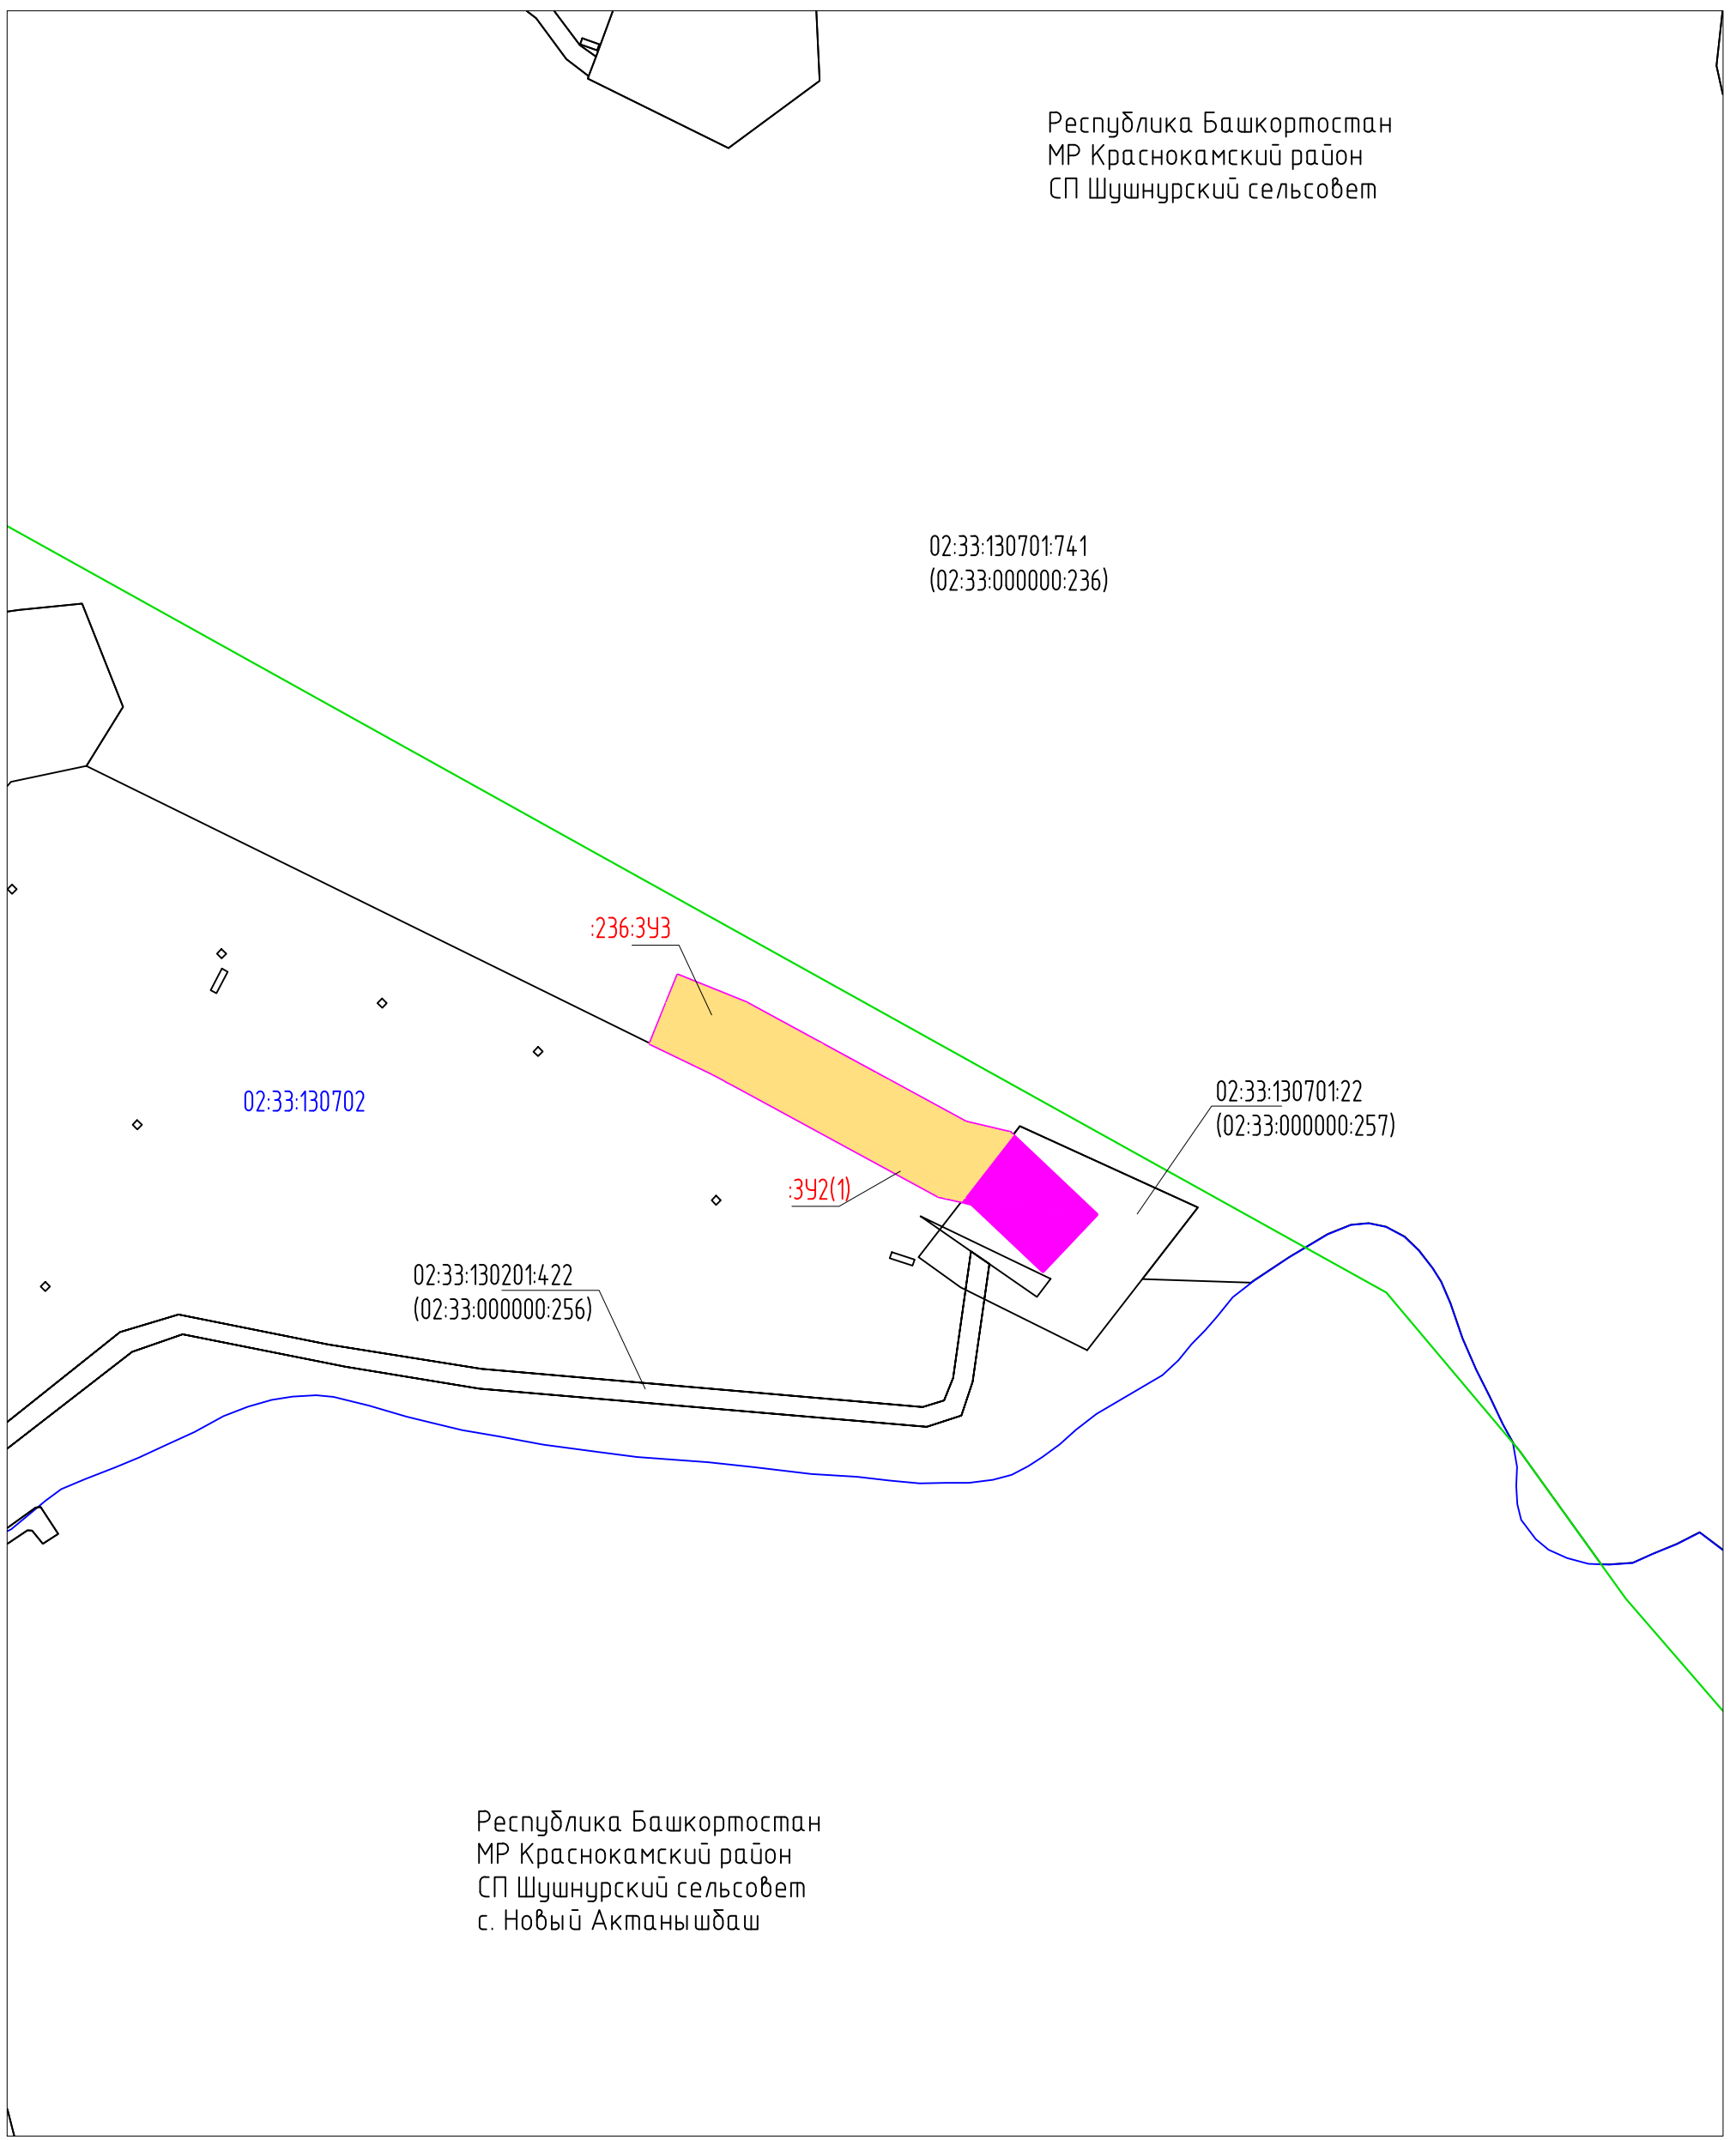 Республика Башкортостан
МР Краснокамский район
СП Шушнурский сельсовет
02:33:130701:741
(02:33:000000:236)
:236:ЗУ3
02:33:130702
02:33:130701:22
(02:33:000000:257)
:ЗУ2(1)
02:33:130201:422
(02:33:000000:256)
Республика Башкортостан
МР Краснокамский район
СП Шушнурский сельсовет
с. Новый Актанышбаш